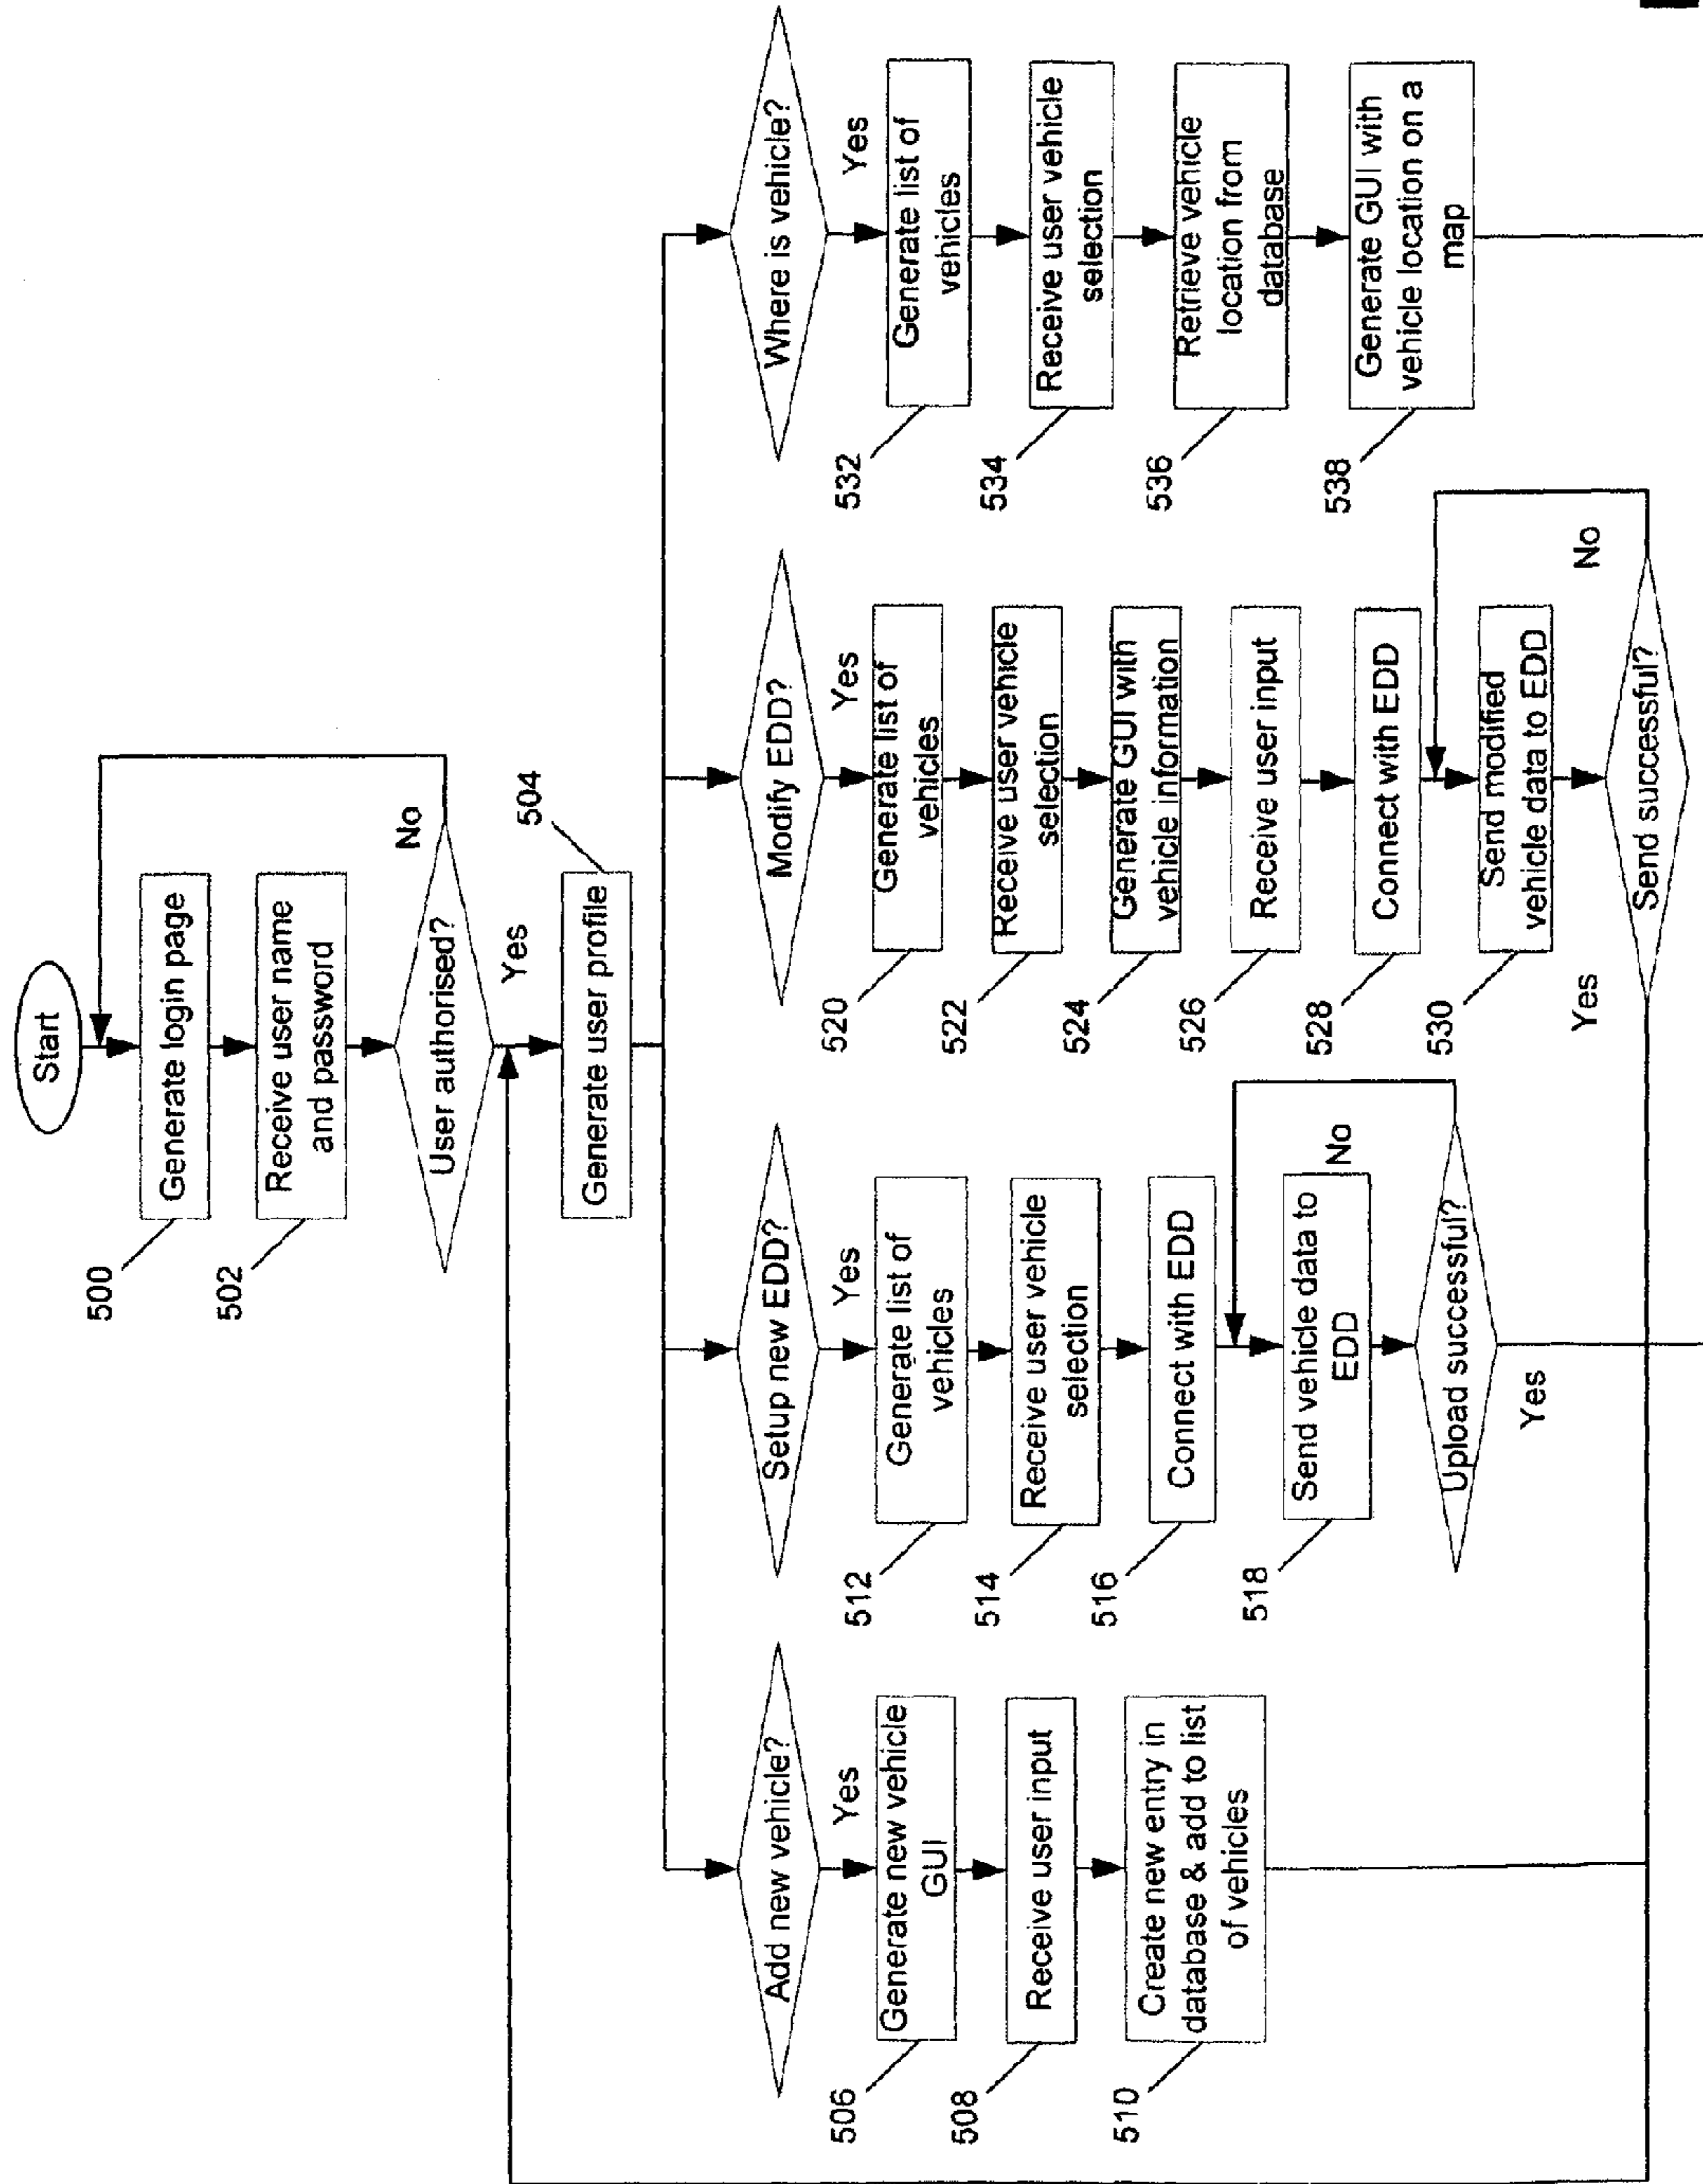 Start
Generate login page
500
Receive user name
and password
502
User authorised?
No
Yes
Generate user profile
504
Add new vehicle?
Yes
Generate new vehicle
GUI
506
Receive user input
508
Create new entry in
database & add to list
of vehicles
510
Setup new EDD?
Yes
Generate list of
vehicles
512
Receive user vehicle
selection
514
Connect with EDD
516
Send vehicle data to
EDD
518
No
Upload successful?
Yes
Modify EDD?
Yes
Generate list of
vehicles
520
Receive user vehicle
selection
522
Generate GUI with
vehicle information
524
Receive user input
526
Connect with EDD
528
Send modified
vehicle data to EDD
530
No
Send successful?
Yes
Where is vehicle?
Yes
Generate list of
vehicles
532
Receive user vehicle
selection
534
Retrieve vehicle
location from
database
536
Generate GUI with
vehicle location on a
map
538